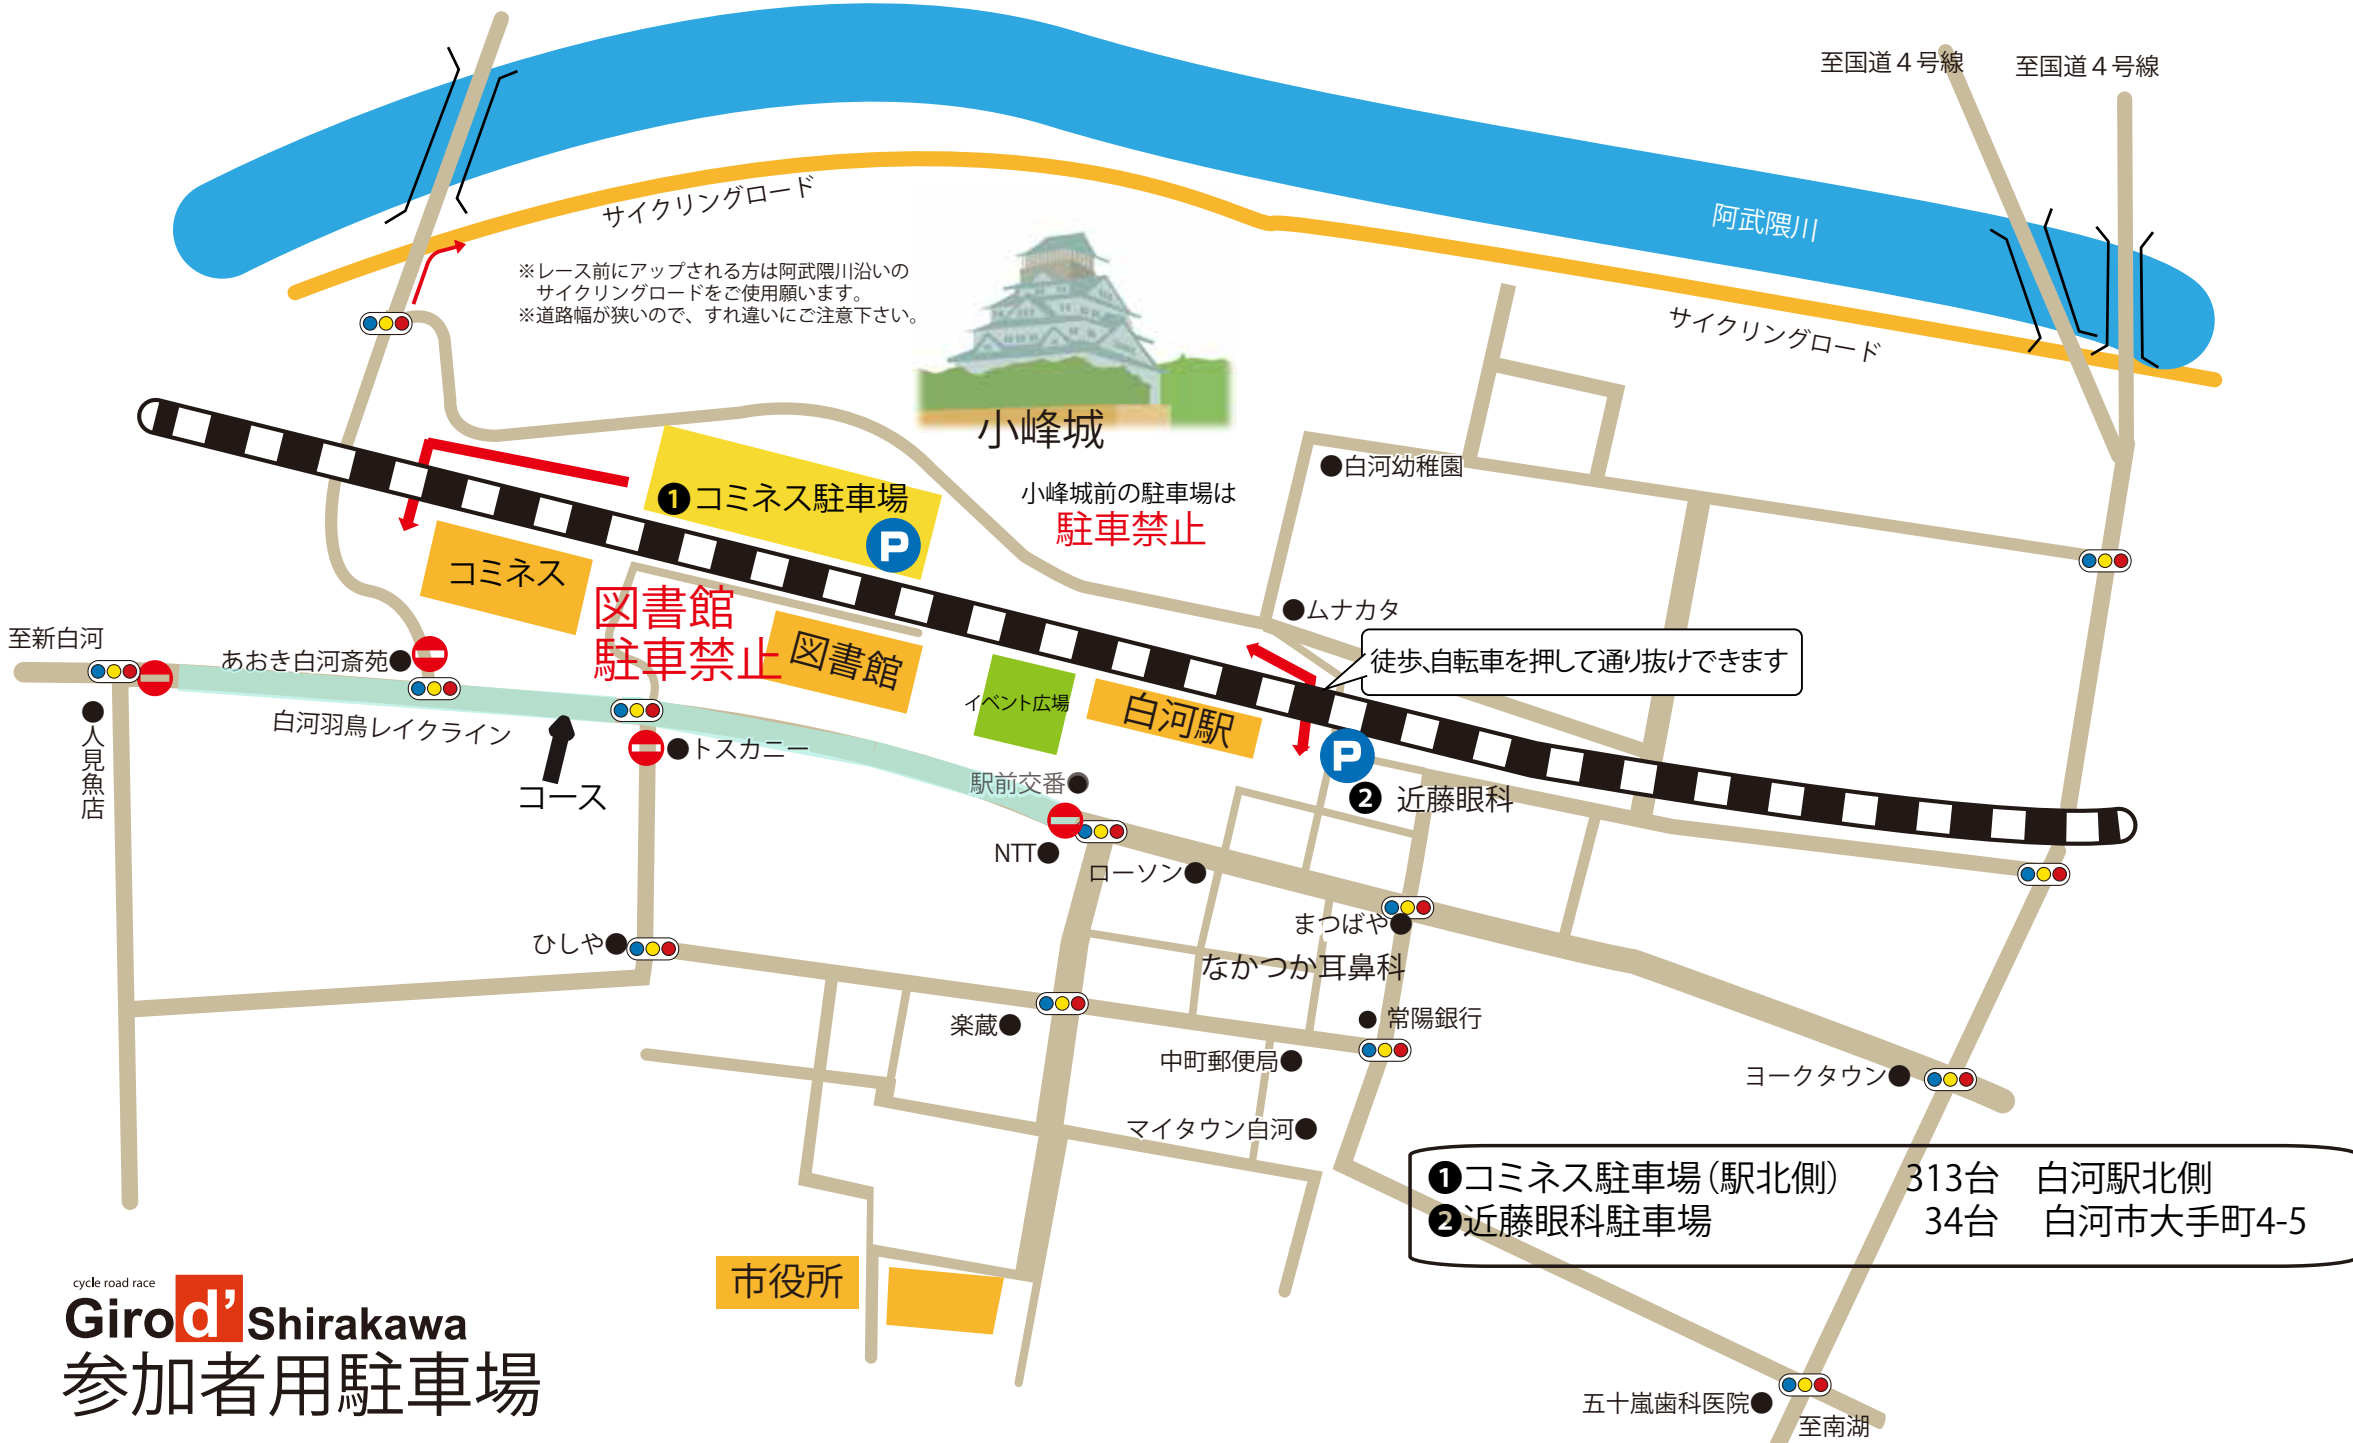 至国道４号線
至国道４号線
サイクリングロード
阿武隈川
※レース前にアップされる方は阿武隈川沿いの
サイクリングロードをご使用願います。
※道路幅が狭いので、すれ違いにご注意下さい。
サイクリングロード
小峰城
白河幼稚園
❶コミネス駐車場
P
小峰城前の駐車場は
駐車禁止
コミネス
図書館
駐車禁止
図書館
ムナカタ
徒歩、自転車を押して通り抜けできます
至新白河
あおき白河斎苑
イベント広場
白河駅
白河羽鳥レイクライン
人見魚店
トスカニー
コース
駅前交番
P
❷ 近藤眼科
NTT
ローソン
まつばや
ひしや
なかつか耳鼻科
楽蔵
常陽銀行
中町郵便局
ヨークタウン
マイタウン白河
❶コミネス駐車場（駅北側） 313台 白河駅北側
❷近藤眼科駐車場 34台 白河市大手町4-5
市役所
cycle road race
Giro d’ Shirakawa
参加者用駐車場
五十嵐歯科医院
至南湖